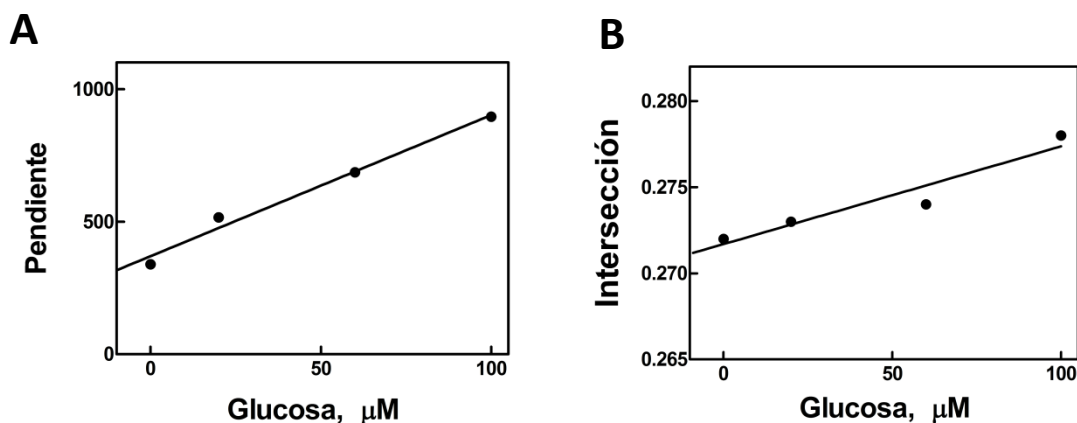 A
Pendiente
1000
500
0
0
50
100
Glucosa, μM
B
Intersección
0.280
0.275
0.270
0.265
0
50
100
Glucosa, μM